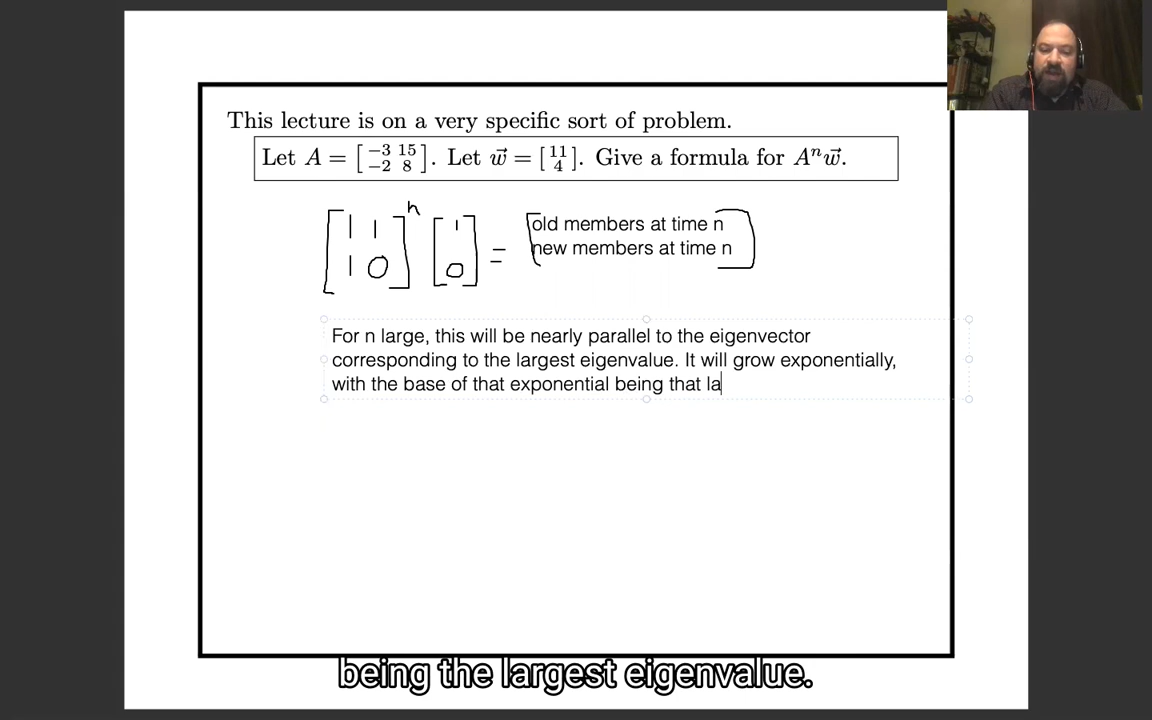 This lecture is on a very specific sort of problem.
Let A = [−3 15 −2 8]. Let w⃗ = [11 4]. Give a formula for Aⁿw⃗.
[1 1 1 0]ⁿ [1 0] = [old members at time n
new members at time n]
For n large, this will be nearly parallel to the eigenvector
corresponding to the largest eigenvalue. It will grow exponentially,
with the base of that exponential being that la
being the largest eigenvalue.